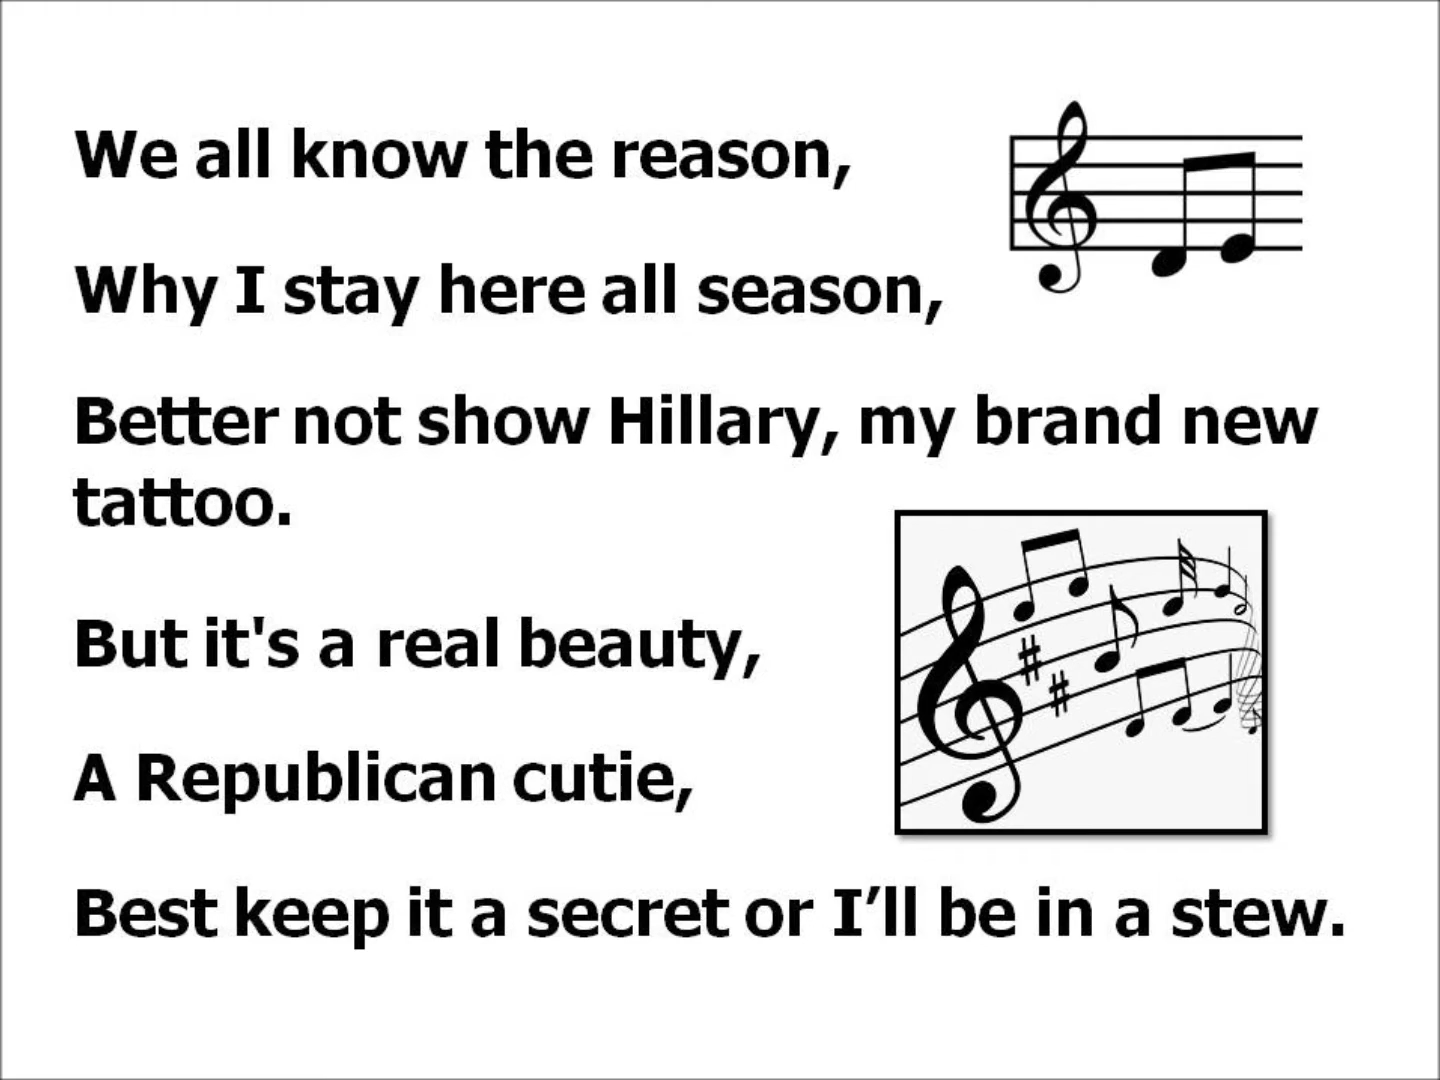 We all know the reason,
Why I stay here all season,
Better not show Hillary, my brand new
tattoo.
But it's a real beauty,
A Republican cutie,
Best keep it a secret or I’ll be in a stew.